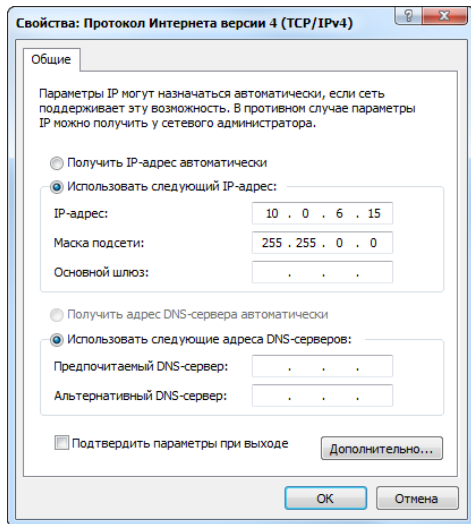 Свойства: Протокол Интернета версии 4 (TCP/IPv4)
Общие
Параметры IP могут назначаться автоматически, если сеть
поддерживает эту возможность. В противном случае параметры
IP можно получить у сетевого администратора.
Получить IP-адрес автоматически
Использовать следующий IP-адрес:
IP-адрес: 10 . 0 . 6 . 15
Маска подсети: 255 . 255 . 0 . 0
Основной шлюз: . . .
Получить адрес DNS-сервера автоматически
Использовать следующие адреса DNS-серверов:
Предпочитаемый DNS-сервер: . . .
Альтернативный DNS-сервер: . . .
Подтвердить параметры при выходе
Дополнительно...
ОК Отмена